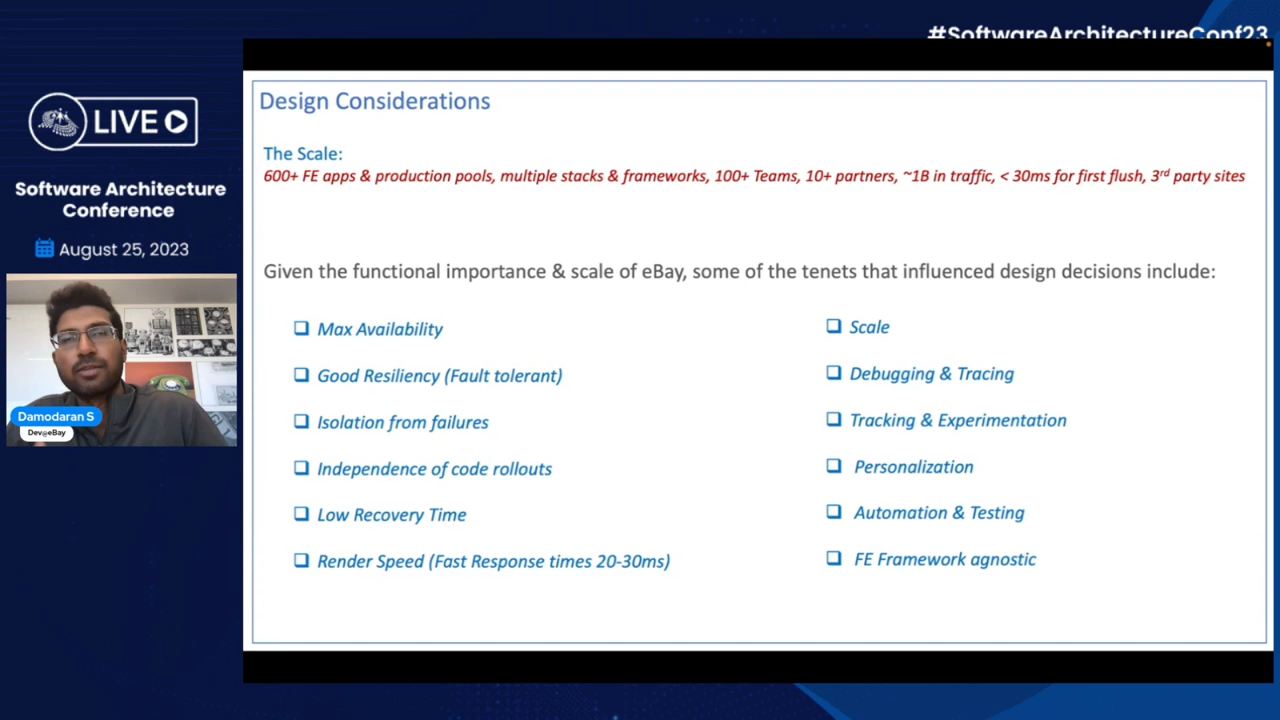 #SoftwareArchitectureConf23
LIVE
Software Architecture
Conference
August 25, 2023
Damodaran S
Dev@eBay
Design Considerations
The Scale:
600+ FE apps & production pools, multiple stacks & frameworks, 100+ Teams, 10+ partners, ~1B in traffic, < 30ms for first flush, 3rd party sites
Given the functional importance & scale of eBay, some of the tenets that influenced design decisions include:
Max Availability
Good Resiliency (Fault tolerant)
Isolation from failures
Independence of code rollouts
Low Recovery Time
Render Speed (Fast Response times 20-30ms)
Scale
Debugging & Tracing
Tracking & Experimentation
Personalization
Automation & Testing
FE Framework agnostic